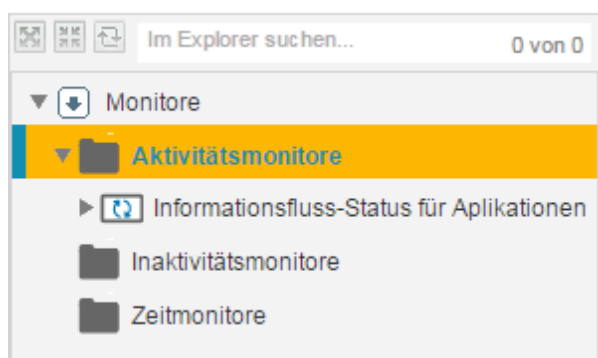 Im Explorer suchen... 0 von 0
Monitore
Aktivitätsmonitore
Informationsfluss-Status für Aplikationen
Inaktivitätsmonitore
Zeitmonitore